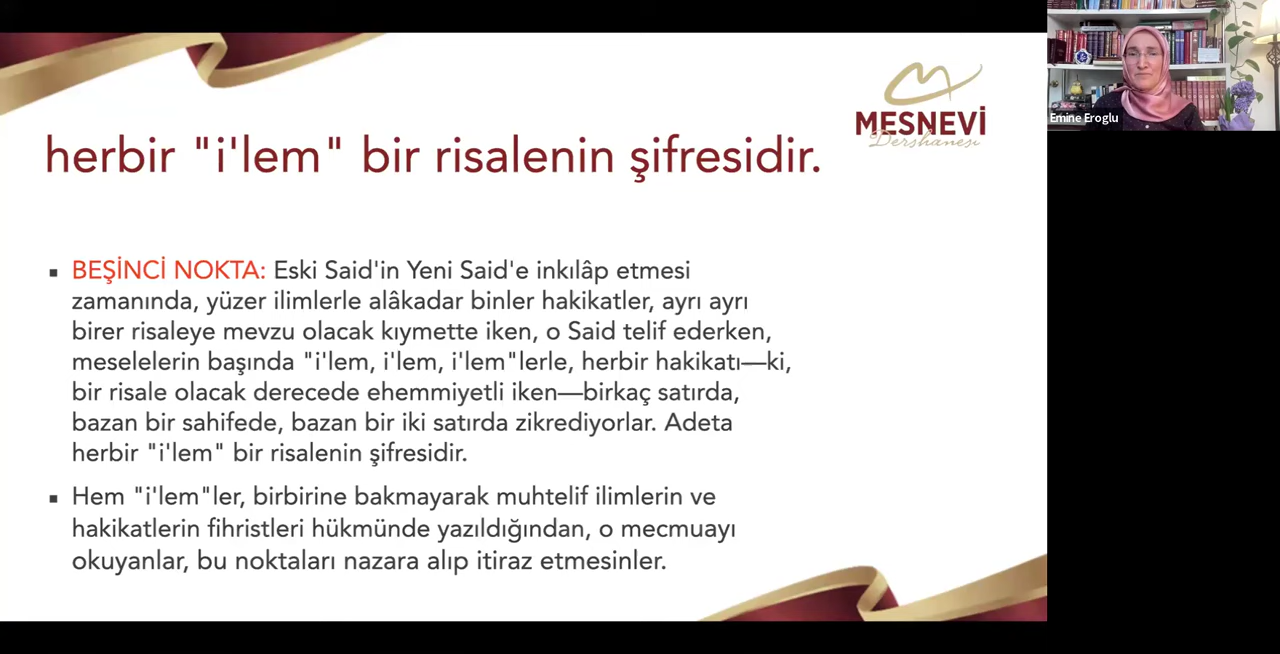 MESNEVİ
Dershanesi
Emine Eroglu
herbir "i'lem" bir risalenin şifresidir.
▪ BEŞİNCİ NOKTA: Eski Said'in Yeni Said'e inkılâp etmesi
zamanında, yüzer ilimlerle alâkadar binler hakikatler, ayrı ayrı
birer risaleye mevzu olacak kıymette iken, o Said telif ederken,
meselelerin başında "i'lem, i'lem, i'lem"lerle, herbir hakikatı—ki,
bir risale olacak derecede ehemmiyetli iken—birkaç satırda,
bazan bir sahifede, bazan bir iki satırda zikrediyorlar. Adeta
herbir "i'lem" bir risalenin şifresidir.
▪ Hem "i'lem"ler, birbirine bakmayarak muhtelif ilimlerin ve
hakikatlerin fihristleri hükmünde yazıldığından, o mecmuayı
okuyanlar, bu noktaları nazara alıp itiraz etmesinler.